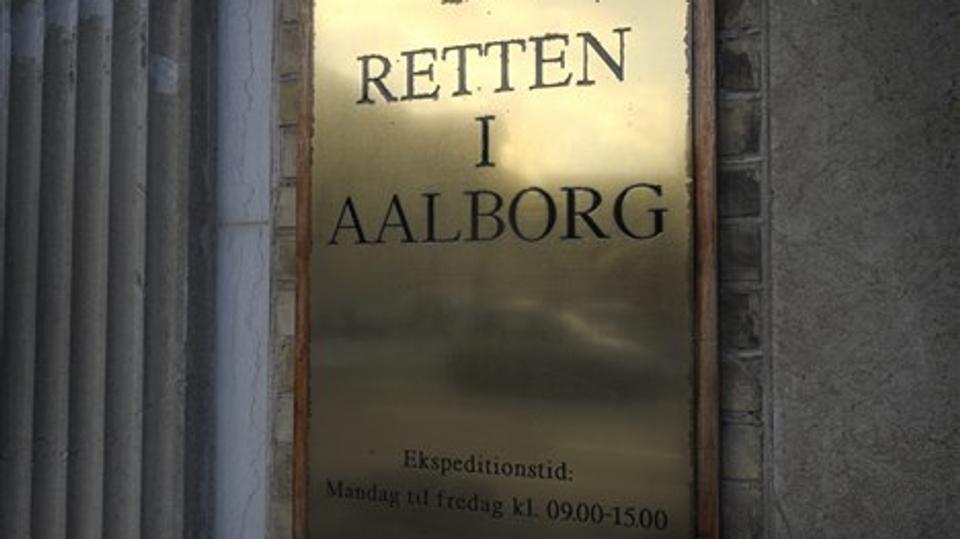 RETTEN
I
AALBORG
Ekspeditionstid:
Mandag til fredag kl. 09.00-15.00